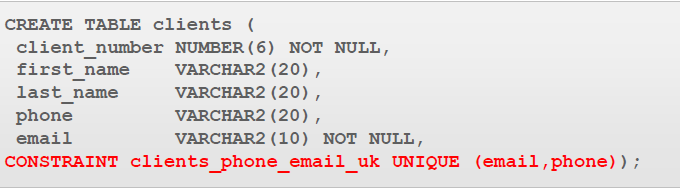 CREATE TABLE clients (
client_number NUMBER(6) NOT NULL,
first_name VARCHAR2(20),
last_name VARCHAR2(20),
phone VARCHAR2(20),
email VARCHAR2(10) NOT NULL,
CONSTRAINT clients_phone_email_uk UNIQUE (email,phone));